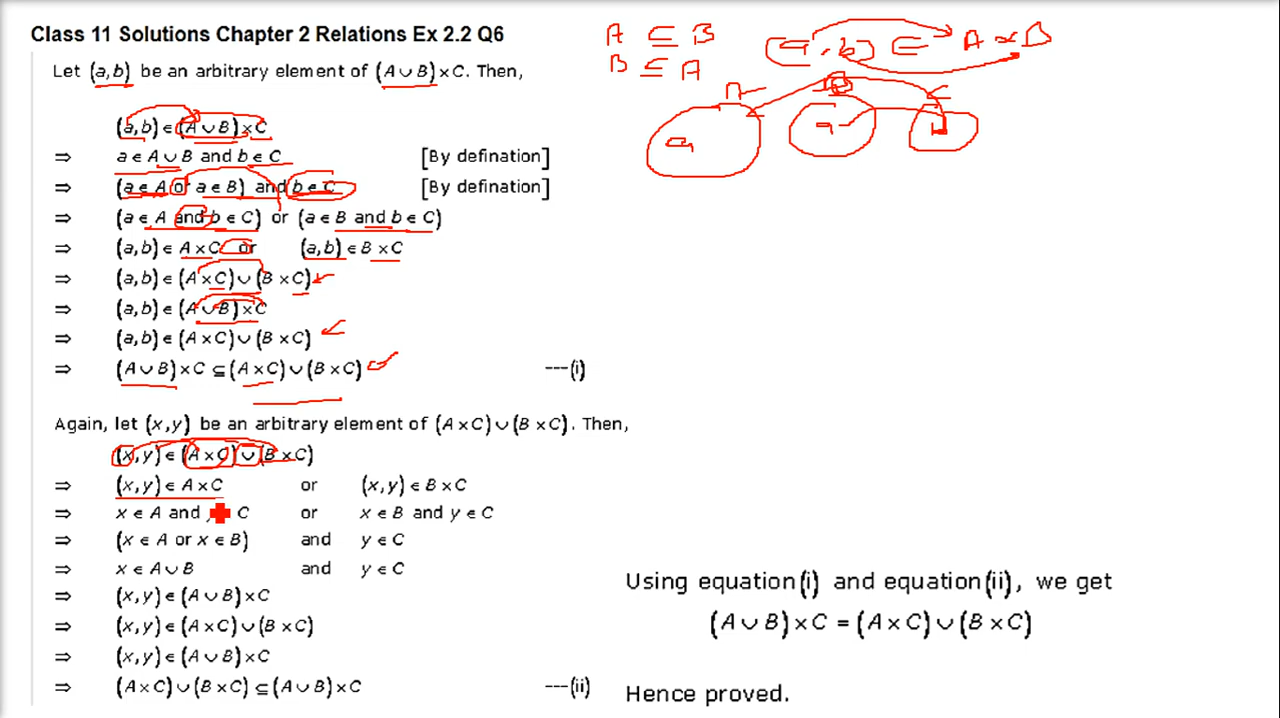 Class 11 Solutions Chapter 2 Relations Ex 2.2 Q6
Let (a,b) be an arbitrary element of (A∪B)×C. Then,
(a,b)∈(A∪B)×C
⇒ a∈A∪B and b∈C [By defination]
⇒ (a∈A or a∈B) and b∈C [By defination]
⇒ (a∈A and b∈C) or (a∈B and b∈C)
⇒ (a,b)∈A×C or (a,b)∈B×C
⇒ (a,b)∈(A×C)∪(B×C)
⇒ (a,b)∈(A∪B)×C
⇒ (a,b)∈(A×C)∪(B×C)
⇒ (A∪B)×C⊆(A×C)∪(B×C) ---(i)
Again, let (x,y) be an arbitrary element of (A×C)∪(B×C). Then,
(x,y)∈(A×C)∪(B×C)
⇒ (x,y)∈A×C or (x,y)∈B×C
⇒ x∈A and C or x∈B and y∈C
⇒ (x∈A or x∈B) and y∈C
⇒ x∈A∪B and y∈C
⇒ (x,y)∈(A∪B)×C
⇒ (x,y)∈(A×C)∪(B×C)
⇒ (x,y)∈(A∪B)×C
⇒ (A×C)∪(B×C)⊆(A∪B)×C ---(ii)
A ⊆ B
B ⊆ A
(a,b) ∈ A×B
A
a
a
b
Using equation(i) and equation(ii), we get
(A∪B)×C=(A×C)∪(B×C)
Hence proved.